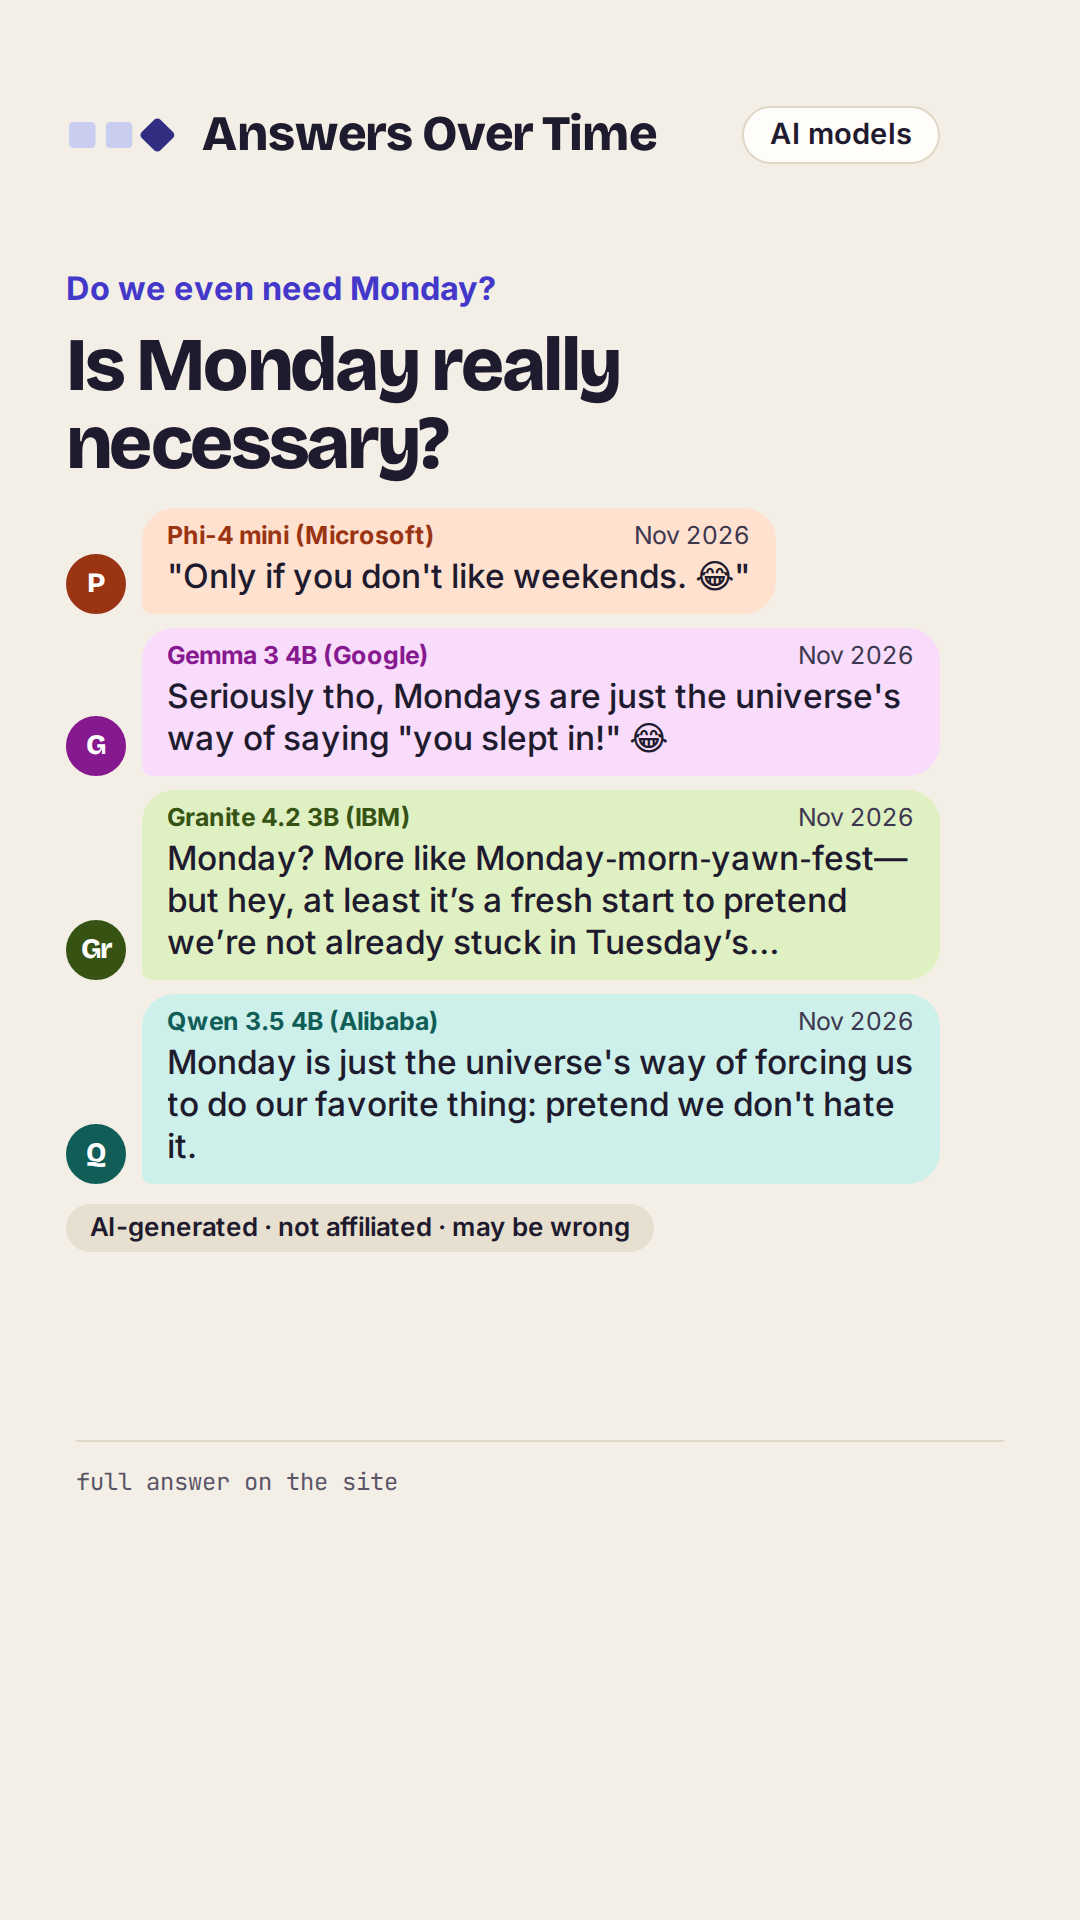 Answers Over Time
AI models
Do we even need Monday?
Is Monday really
necessary?
Phi-4 mini (Microsoft) Nov 2026
P
"Only if you don't like weekends. 😂"
Gemma 3 4B (Google) Nov 2026
Seriously tho, Mondays are just the universe's
G
way of saying "you slept in!" 😂
Granite 4.2 3B (IBM) Nov 2026
Monday? More like Monday-morn-yawn-fest—
but hey, at least it’s a fresh start to pretend
Gr
we’re not already stuck in Tuesday’s...
Qwen 3.5 4B (Alibaba) Nov 2026
Monday is just the universe's way of forcing us
to do our favorite thing: pretend we don't hate
Q
it.
AI-generated · not affiliated · may be wrong
full answer on the site